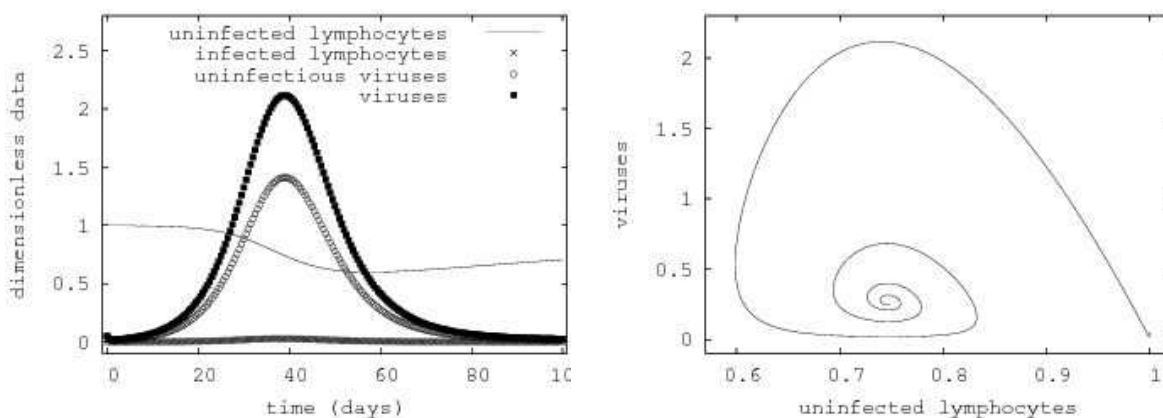 uninfected lymphocytes
infected lymphocytes
uninfectious viruses
viruses
dimensionless data
2.5
2
1.5
1
0.5
0
0 20 40 60 80 100
time (days)
viruses
2
1.5
1
0.5
0
0.6 0.7 0.8 0.9 1
uninfected lymphocytes